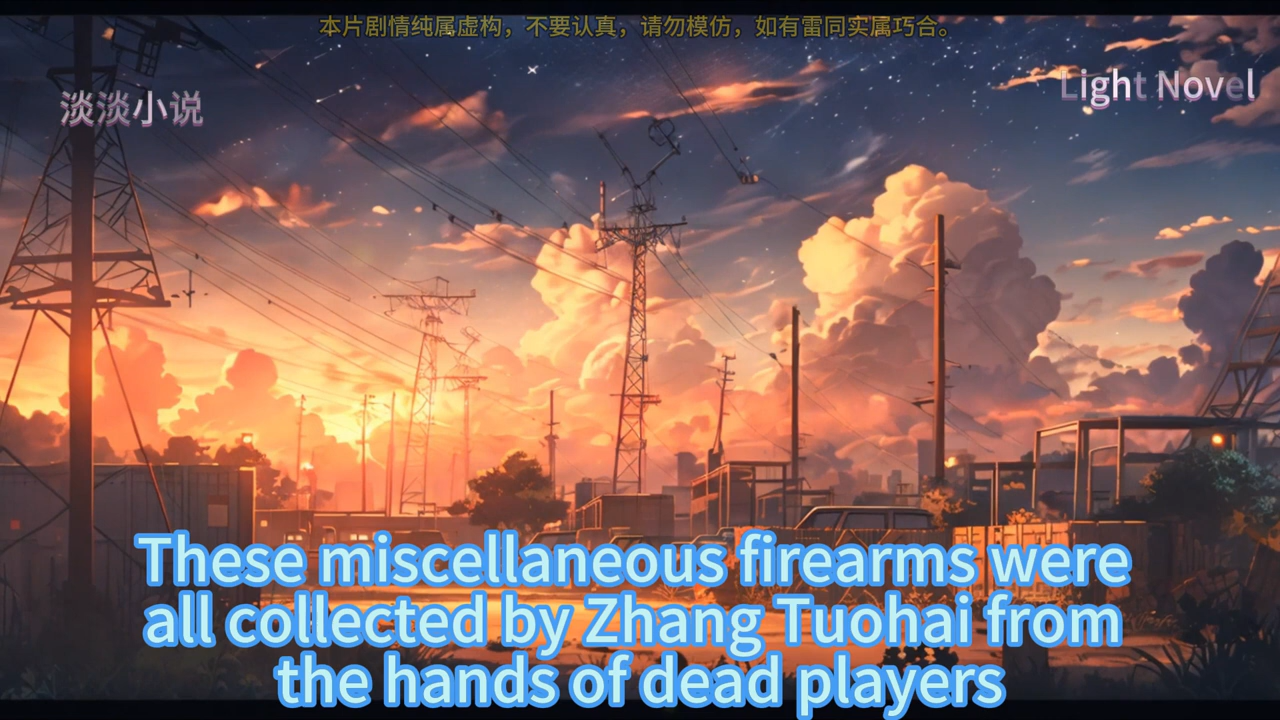 本片剧情纯属虚构，不要认真，请勿模仿，如有雷同实属巧合。
淡淡小说
Light Novel
These miscellaneous firearms were
all collected by Zhang Tuohai from
the hands of dead players